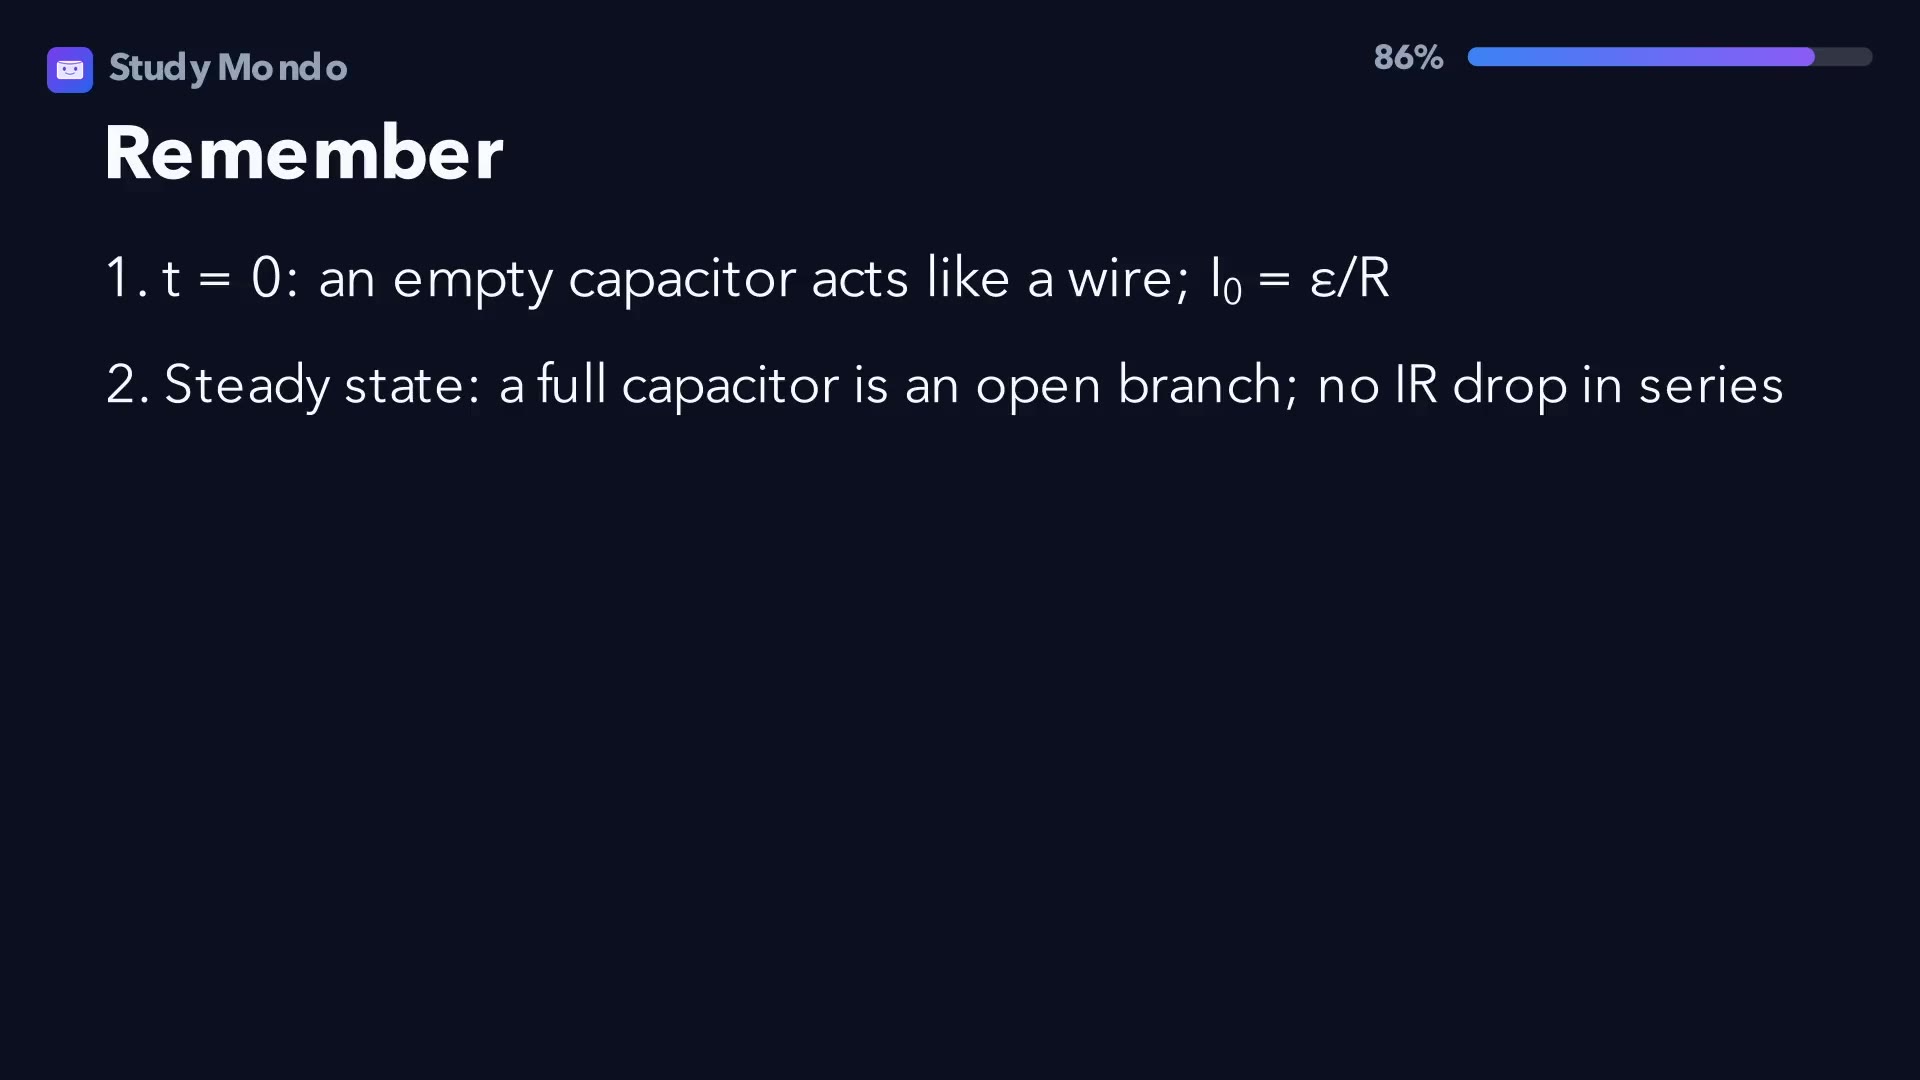 Study Mondo
86%
Remember
1. t = 0: an empty capacitor acts like a wire; I₀ = ε/R
2. Steady state: a full capacitor is an open branch; no IR drop in series